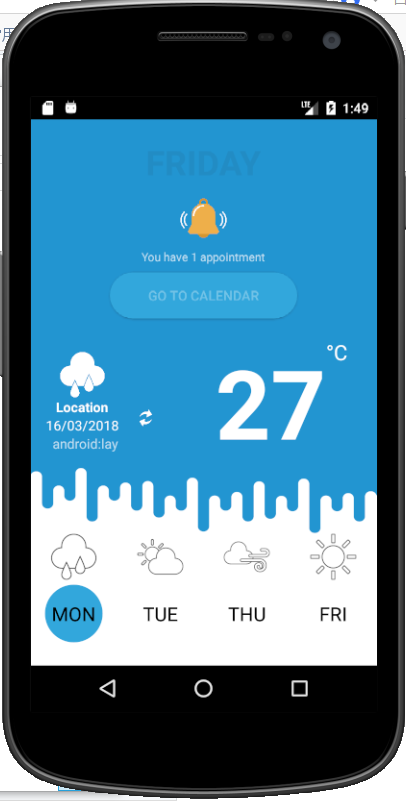 LTE 1:49
FRIDAY
You have 1 appointment
GO TO CALENDAR
°C
27
Location
16/03/2018
android:lay
MON TUE THU FRI